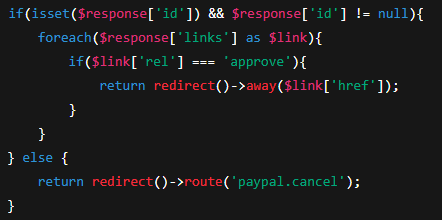 if(isset($response['id']) && $response['id'] != null){
    foreach($response['links'] as $link){
        if($link['rel'] === 'approve'){
            return redirect()->away($link['href']);
        }
    }
} else {
    return redirect()->route('paypal.cancel');
}